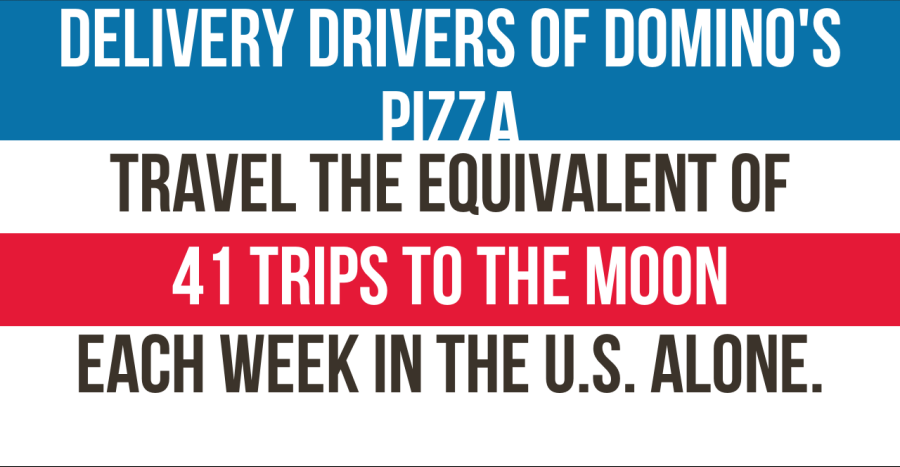 DELIVERY DRIVERS OF DOMINO'S
PIZZA
TRAVEL THE EQUIVALENT OF
41 TRIPS TO THE MOON
EACH WEEK IN THE U.S. ALONE.